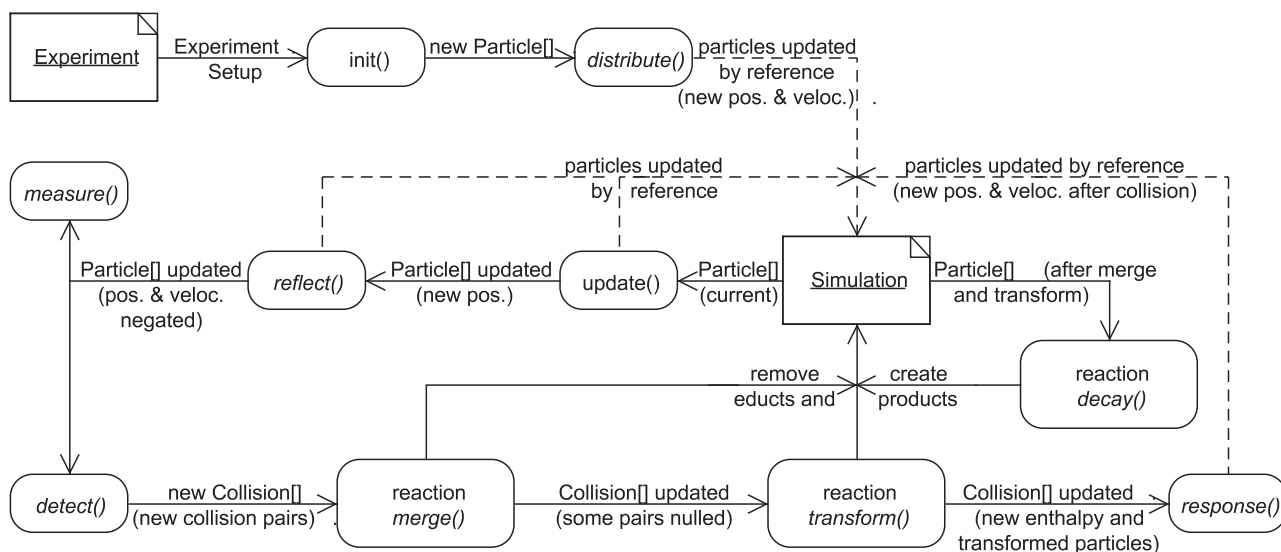 Experiment
Experiment
Setup
init()
new Particle[]
distribute()
particles updated
by reference
(new pos. & veloc.) .
measure()
particles updated
by reference
particles updated by reference
(new pos. & veloc. after collision)
Particle[] updated
(pos. & veloc.
negated)
reflect()
Particle[] updated
(new pos.)
update()
Particle[]
(current)
Simulation
Particle[] (after merge
and transform)
reaction
decay()
remove
educts and
create
products
detect()
new Collision[]
(new collision pairs) .
reaction
merge()
Collision[] updated
(some pairs nulled)
reaction
transform()
Collision[] updated
(new enthalpy and
transformed particles)
response()